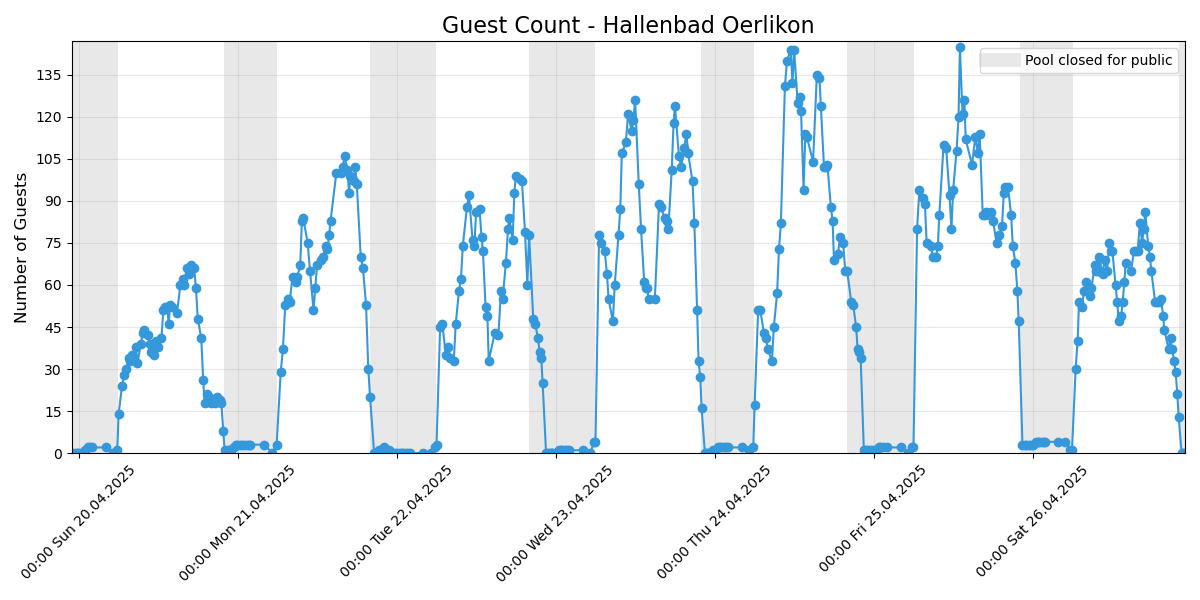 Guest Count - Hallenbad Oerlikon
Pool closed for public
Number of Guests
135
120
105
90
75
60
45
30
15
0
00:00 Sun 20.04.2025
00:00 Mon 21.04.2025
00:00 Tue 22.04.2025
00:00 Wed 23.04.2025
00:00 Thu 24.04.2025
00:00 Fri 25.04.2025
00:00 Sat 26.04.2025